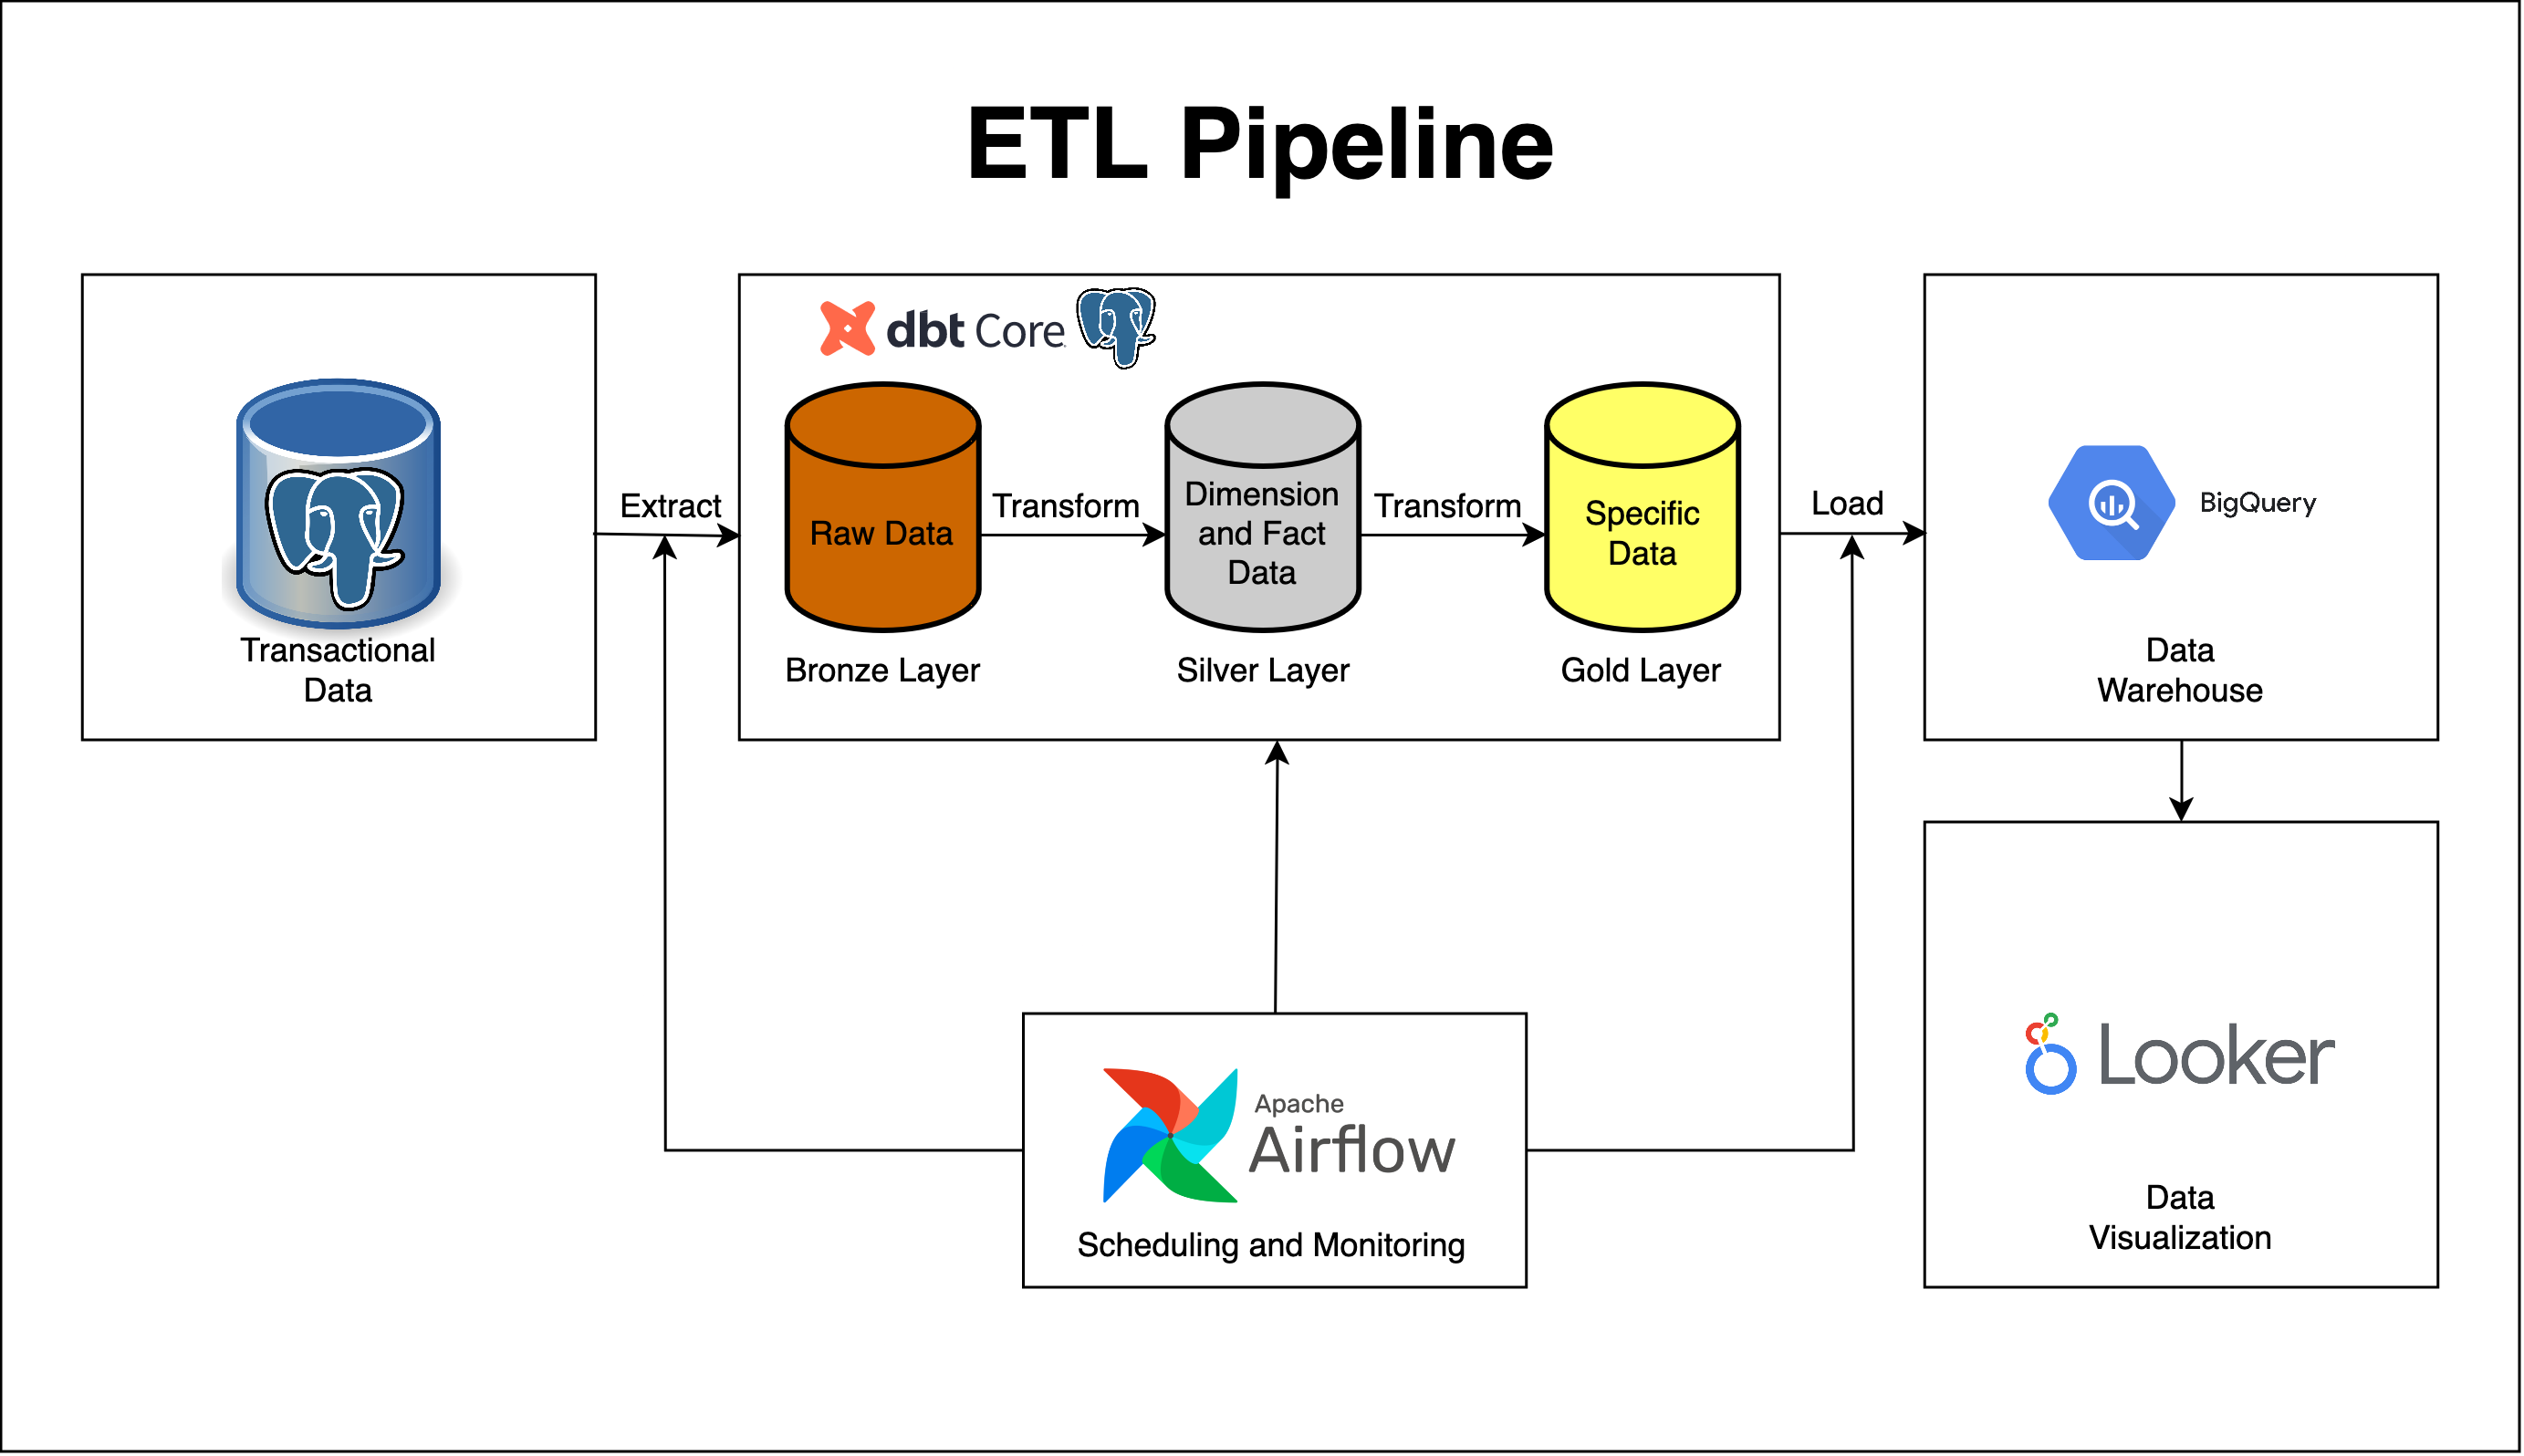 ETL Pipeline
Transactional
Data
Extract
dbt Core
Raw Data
Bronze Layer
Transform
Dimension
and Fact
Data
Silver Layer
Transform
Specific
Data
Gold Layer
Load
BigQuery
Data
Warehouse
Looker
Data
Visualization
Apache
Airflow
Scheduling and Monitoring